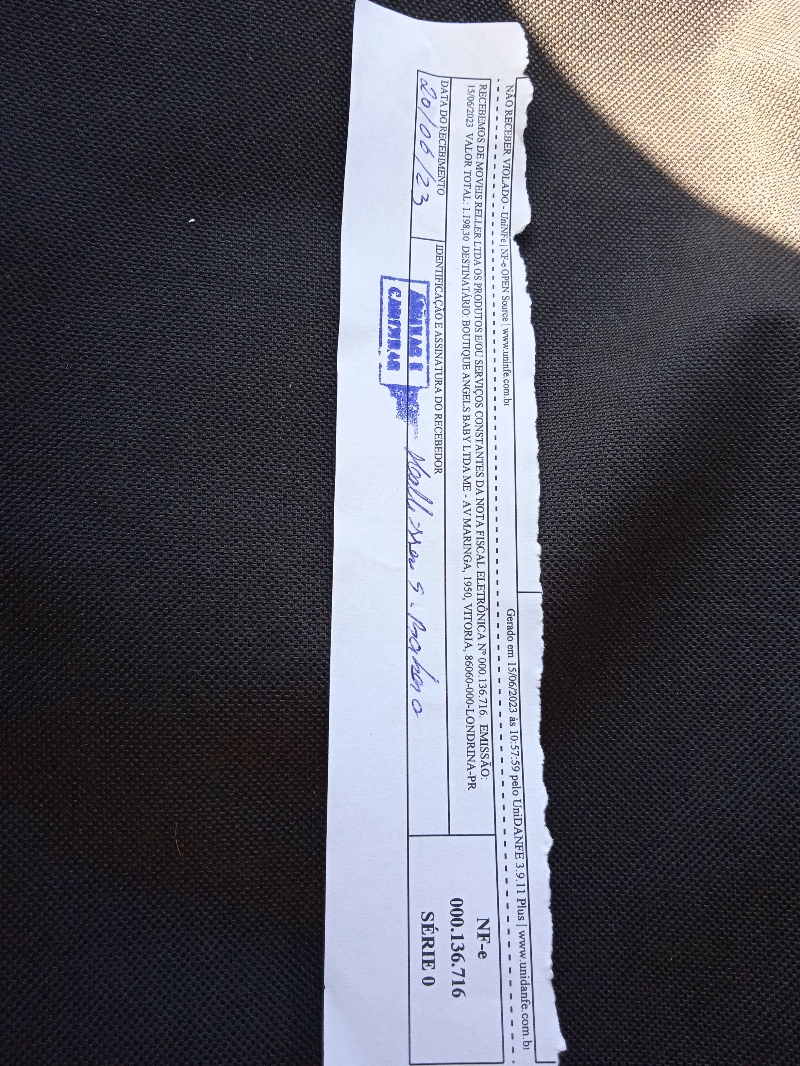 NÃO RECEBER VIOLADO - UniNFe | NF-e OPEN Source | www.uninfe.com.br
Gerado em 15/06/2023 às 10:57:59 pelo UniDANFE 3.9.11 Plus | www.unidanfe.com.br
RECEBEMOS DE MOVEIS RELLER LTDA OS PRODUTOS E/OU SERVIÇOS CONSTANTES DA NOTA FISCAL ELETRÔNICA Nº 000.136.716. EMISSÃO:
15/06/2023 VALOR TOTAL: 1.198,30 DESTINATÁRIO: BOUTIQUE ANGELS BABY LTDA ME - AV MARINGA, 1950, VITORIA, 86060-000-LONDRINA-PR
DATA DO RECEBIMENTO
20/06/23
IDENTIFICAÇÃO E ASSINATURA DO RECEBEDOR
ASSINAR E
CARIMBAR
NF-e
000.136.716
SÉRIE 0